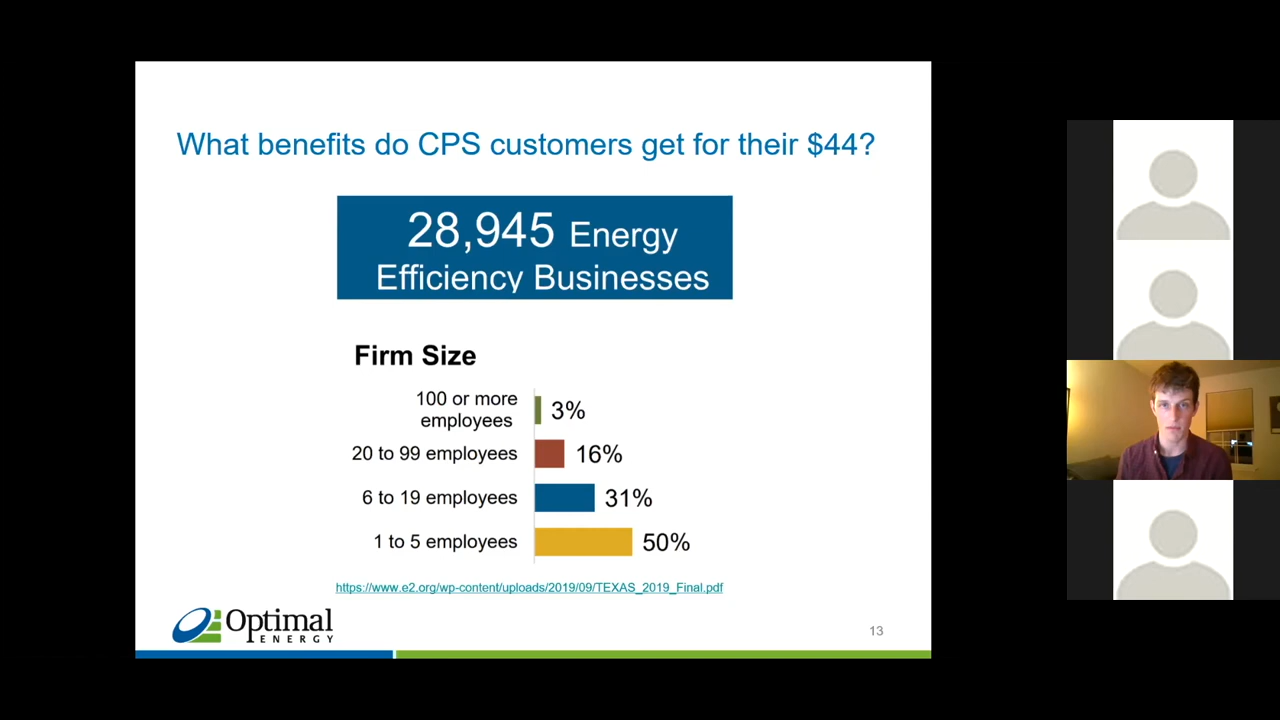 What benefits do CPS customers get for their $44?
28,945 Energy
Efficiency Businesses
Firm Size
100 or more
employees
3%
20 to 99 employees
16%
6 to 19 employees
31%
1 to 5 employees
50%
https://www.e2.org/wp-content/uploads/2019/09/TEXAS_2019_Final.pdf
Optimal
ENERGY
13